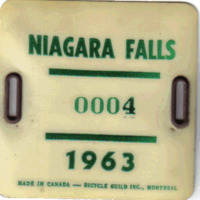 NIAGARA FALLS
0004
1963
MADE IN CANADA — BICYCLE GUILD INC., MONTREAL